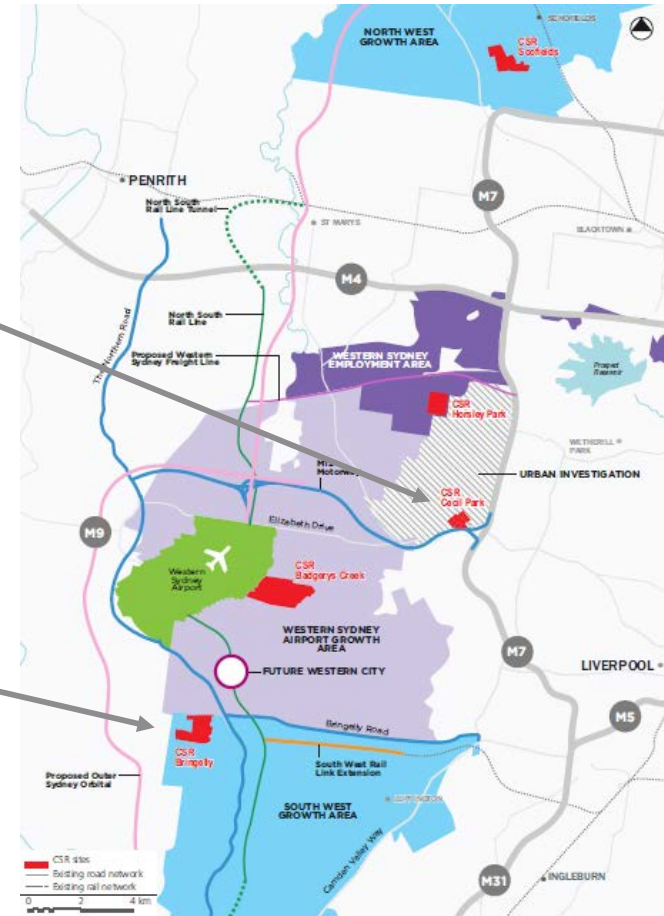 SCHOFIELDS
NORTH WEST
GROWTH AREA
CSR
Scofields
PENRITH
North South
Rail Line Tunnel
M7
ST MARYS
BLACKTOWN
M4
The Northern Road
North South
Rail Line
WESTERN SYDNEY
EMPLOYMENT AREA
Proposed Western
Sydney Freight Line
Prospect
Reservoir
CSR
Horsley Park
WETHERILL
PARK
M12
Motorway
URBAN INVESTIGATION
CSR
Cecil Park
Elizabeth Drive
M9
Western
Sydney
Airport
CSR
Badgerys Creek
WESTERN SYDNEY
AIRPORT GROWTH
AREA
M7
LIVERPOOL
FUTURE WESTERN CITY
M5
Bringelly Road
CSR
Bringelly
South West Rail
Link Extension
Proposed Outer
Sydney Orbital
SOUTH WEST
GROWTH AREA
Camden Valley Way
CSR sites
Existing road network
Existing rail network
0 2 4 km
M31
INGLEBURN